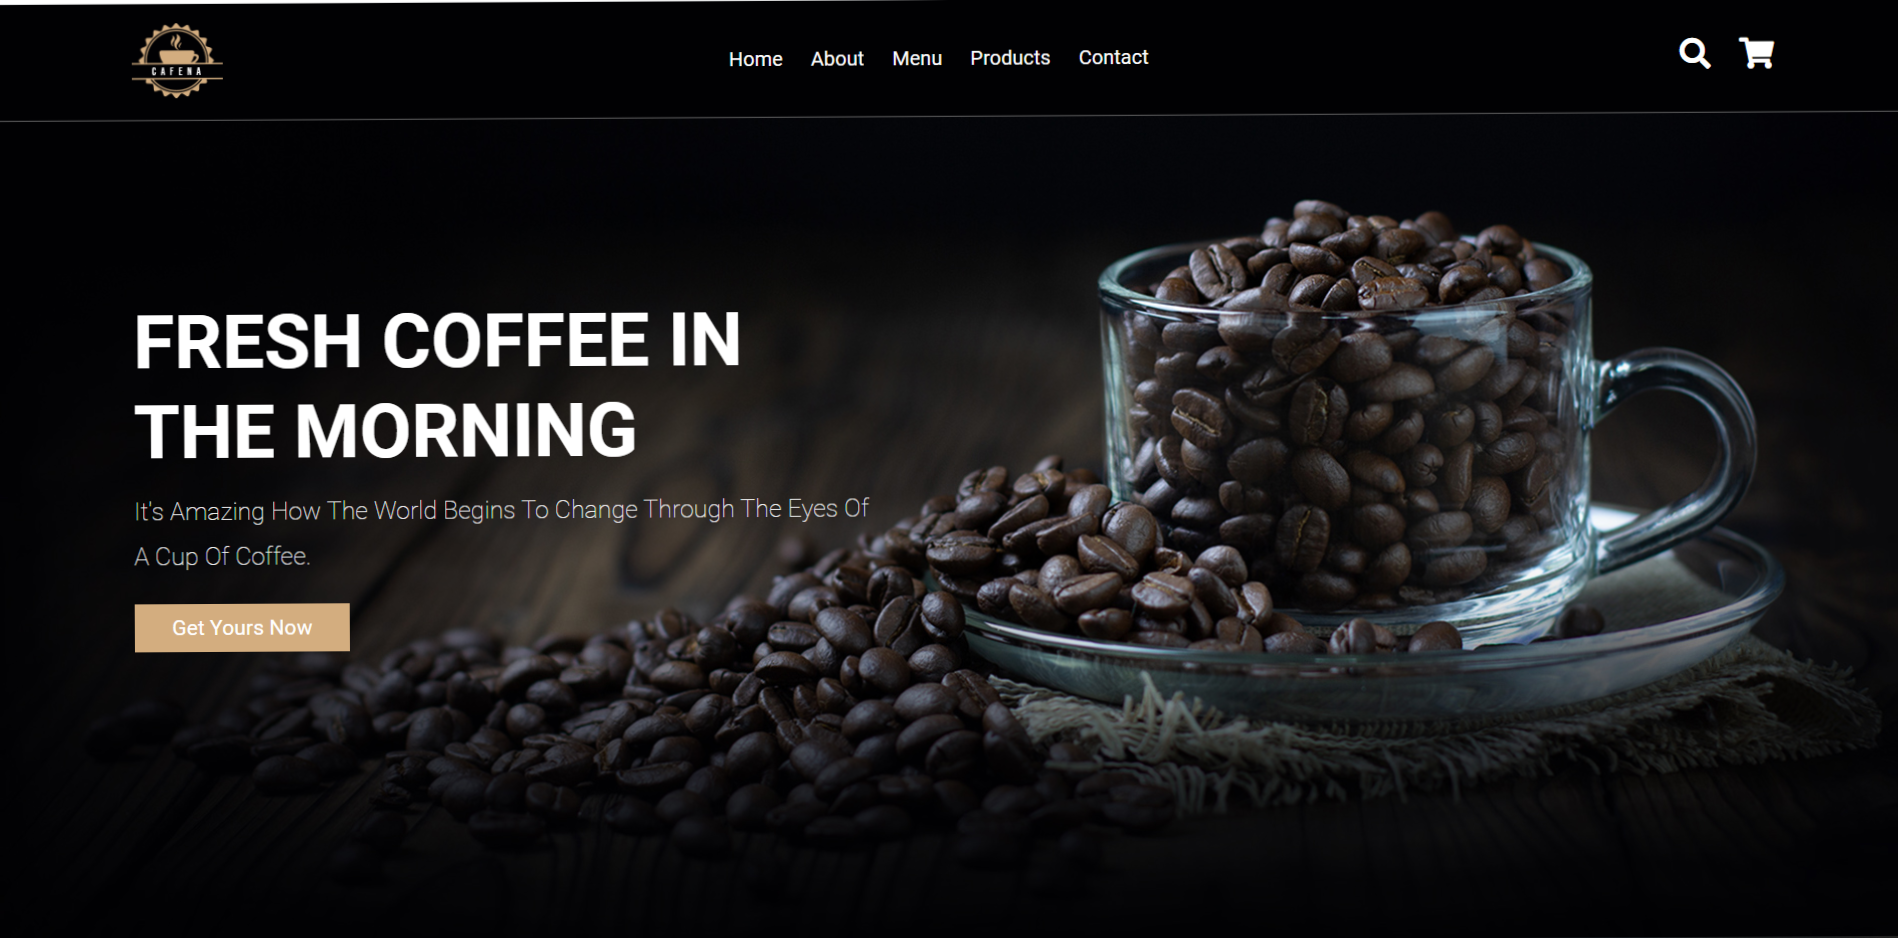 CAFENA
Home About Menu Products Contact
FRESH COFFEE IN
THE MORNING
It's Amazing How The World Begins To Change Through The Eyes Of
A Cup Of Coffee.
Get Yours Now